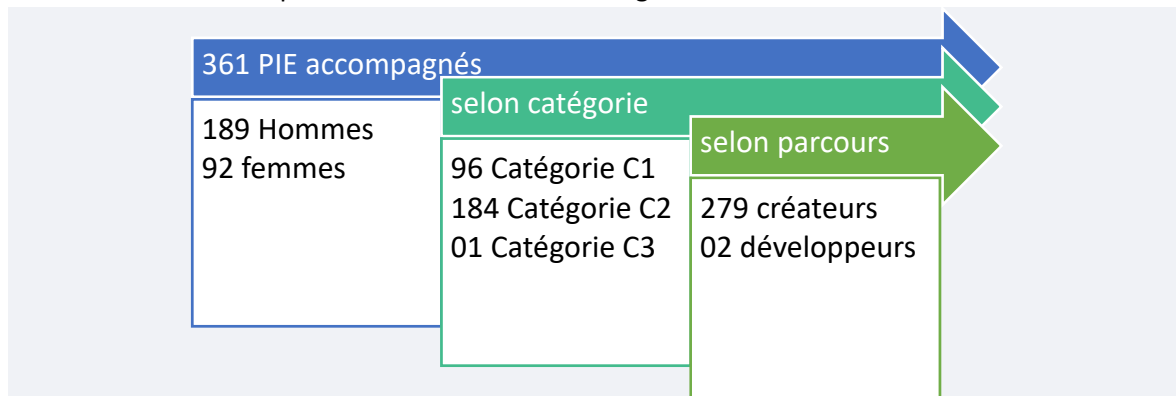 361 PIE accompagnés
189 Hommes
92 femmes
selon catégorie
96 Catégorie C1
184 Catégorie C2
01 Catégorie C3
selon parcours
279 créateurs
02 développeurs